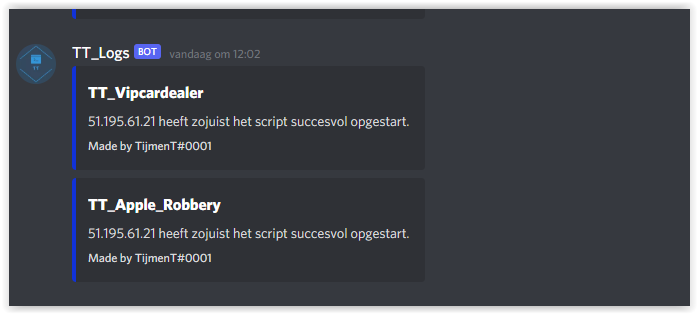 TT_Logs BOT vandaag om 12:02
TT_Vipcardealer
51.195.61.21 heeft zojuist het script succesvol opgestart.
Made by TijmenT#0001
TT_Apple_Robbery
51.195.61.21 heeft zojuist het script succesvol opgestart.
Made by TijmenT#0001